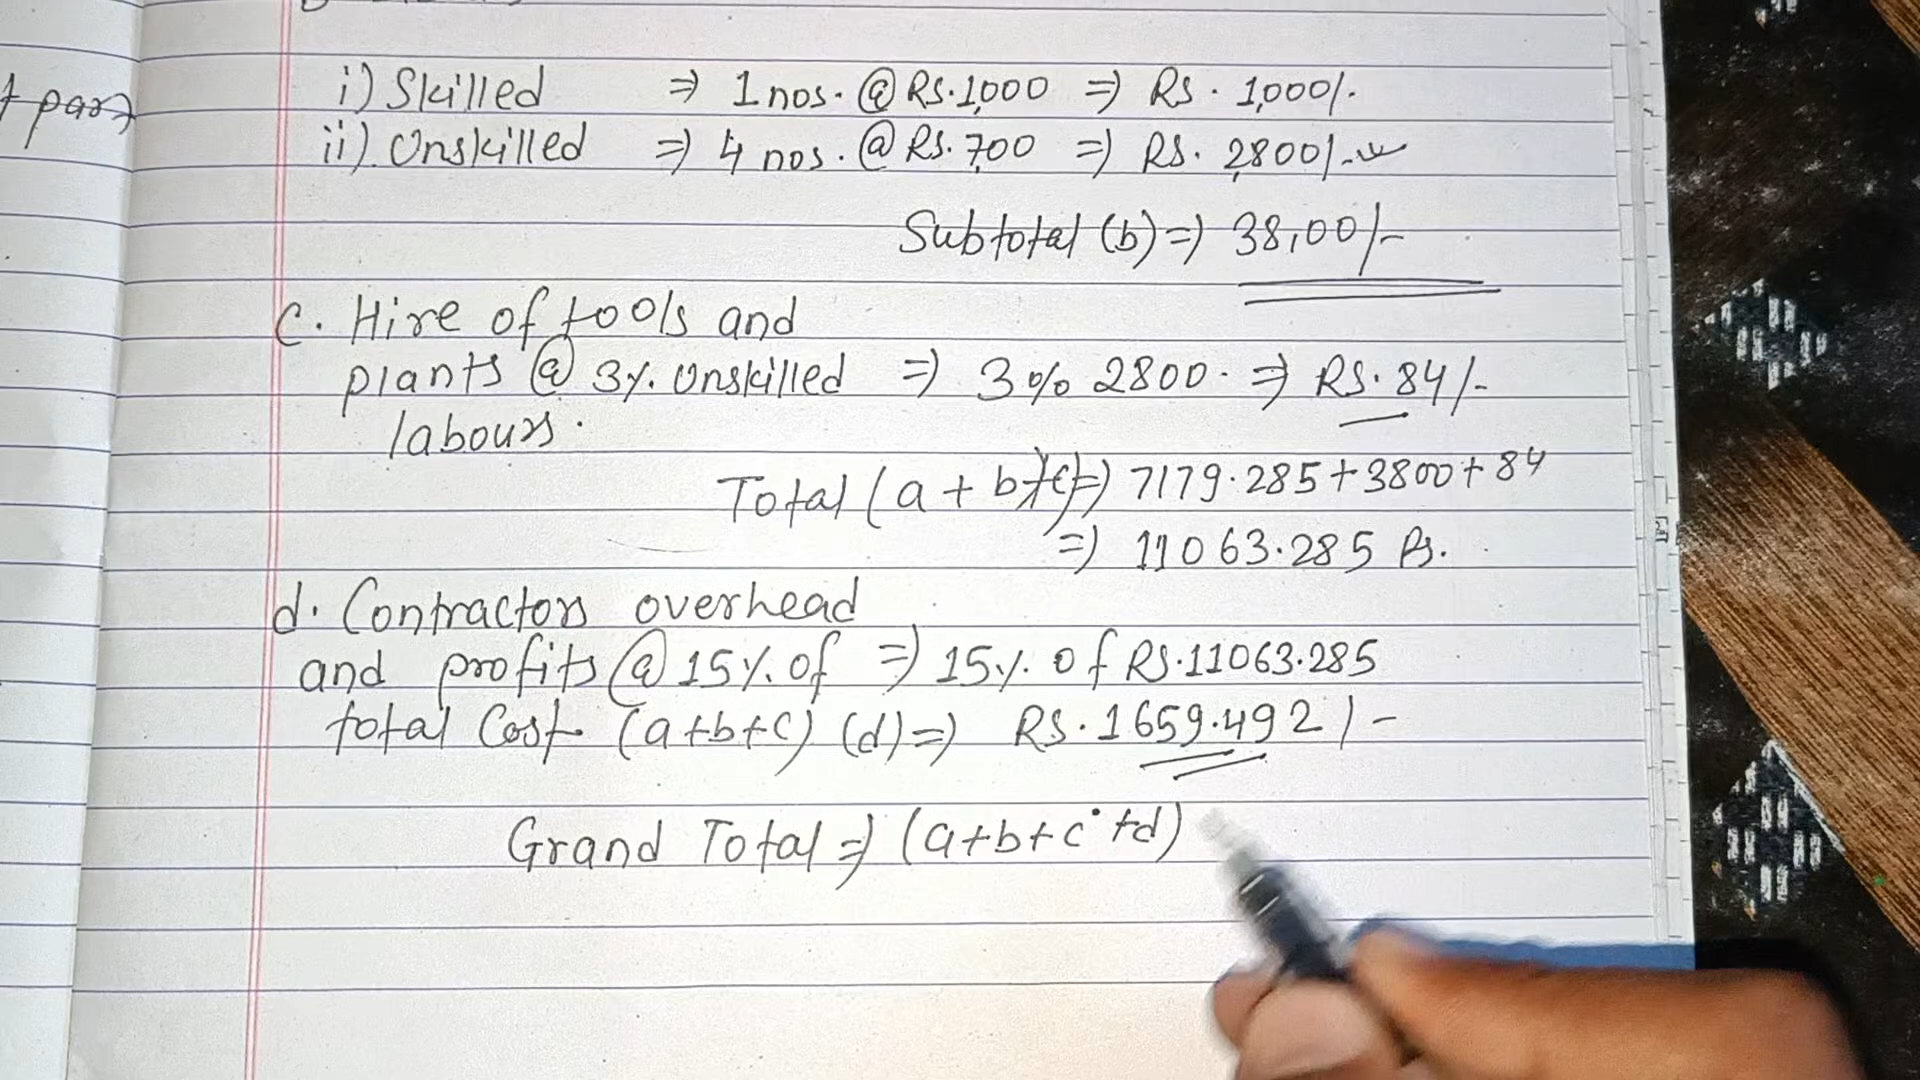 i) Skilled => 1 nos. @ Rs. 1,000 => Rs. 1,000/.
par
ii) Unskilled => 4 nos. @ Rs. 700 => Rs. 2,800/-
Subtotal (b) => 38,00/-
C. Hire of tools and
plants @ 3%. Unskilled => 3% 2800. => Rs. 84/-
labours.
Total (a + b + c) => 7179.285 + 3800 + 84
=> 11063.285 Rs.
d. Contractors overhead
and profits @ 15%. of => 15%. of Rs. 11063.285
total Cost (a+b+c) (d) => Rs. 1659.492/-
Grand Total => (a+b+c+d)